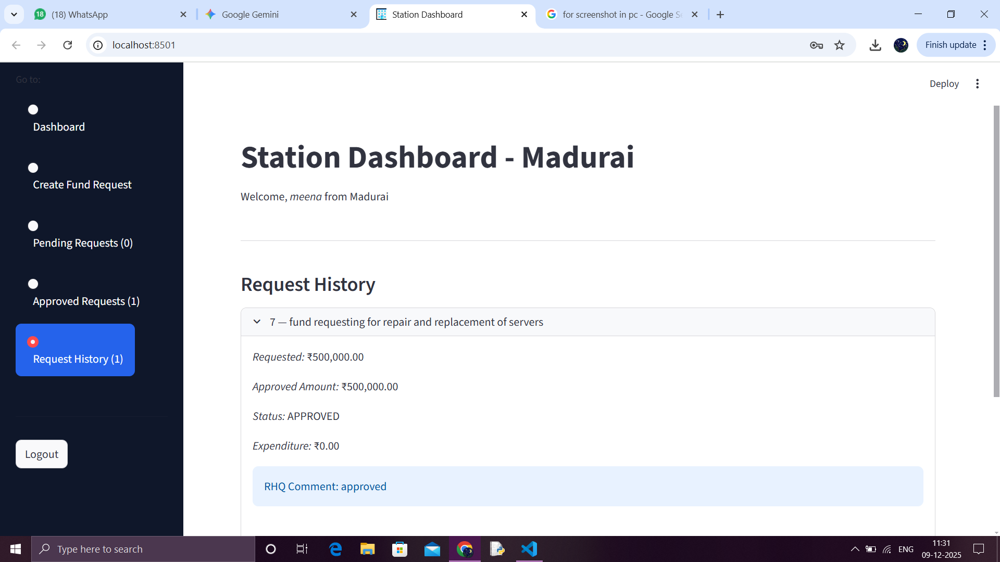 (18) WhatsApp
Google Gemini
Station Dashboard
for screenshot in pc - Google Se
localhost:8501
Finish update
Go to:
Dashboard
Create Fund Request
Pending Requests (0)
Approved Requests (1)
Request History (1)
Logout
Deploy
Station Dashboard - Madurai
Welcome, meena from Madurai
Request History
7 — fund requesting for repair and replacement of servers
Requested: ₹500,000.00
Approved Amount: ₹500,000.00
Status: APPROVED
Expenditure: ₹0.00
RHQ Comment: approved
Type here to search
ENG
11:31
09-12-2025